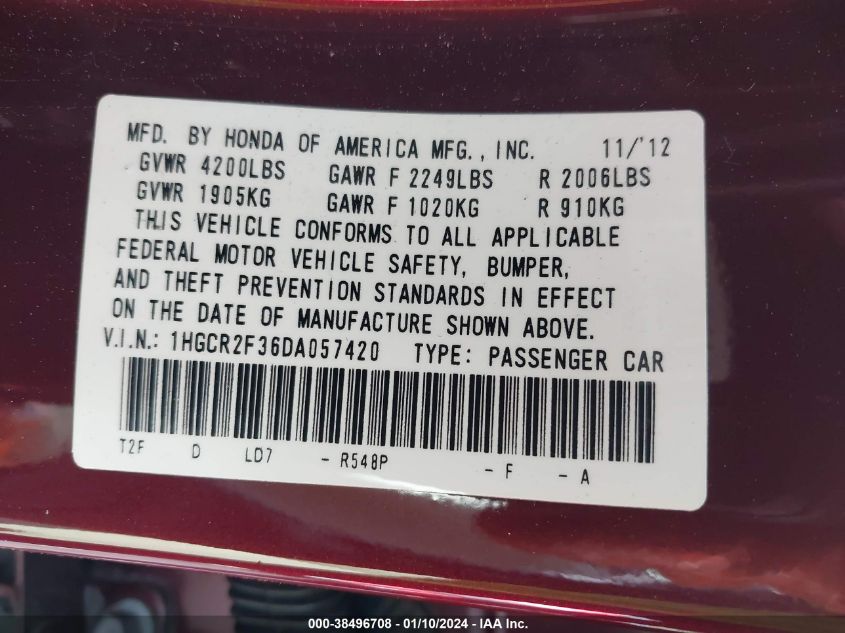 MFD. BY HONDA OF AMERICA MFG., INC. 11/'12
GVWR 4200LBS GAWR F 2249LBS R 2006LBS
GVWR 1905KG GAWR F 1020KG R 910KG
THIS VEHICLE CONFORMS TO ALL APPLICABLE
FEDERAL MOTOR VEHICLE SAFETY, BUMPER,
AND THEFT PREVENTION STANDARDS IN EFFECT
ON THE DATE OF MANUFACTURE SHOWN ABOVE.
V.I.N.: 1HGCR2F36DA057420 TYPE: PASSENGER CAR
T2F D LD7 - R548P - F - A
000-38496708 - 01/10/2024 - IAA Inc.